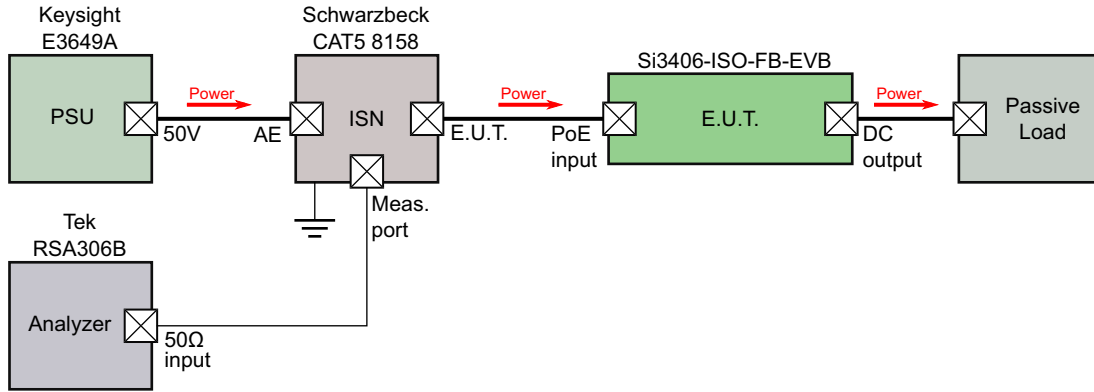 Keysight
E3649A
PSU
50V
Power
Schwarzbeck
CAT5 8158
AE
ISN
E.U.T.
Meas.
port
Power
PoE
input
Si3406-ISO-FB-EVB
E.U.T.
DC
output
Power
Passive
Load
Tek
RSA306B
Analyzer
50Ω
input